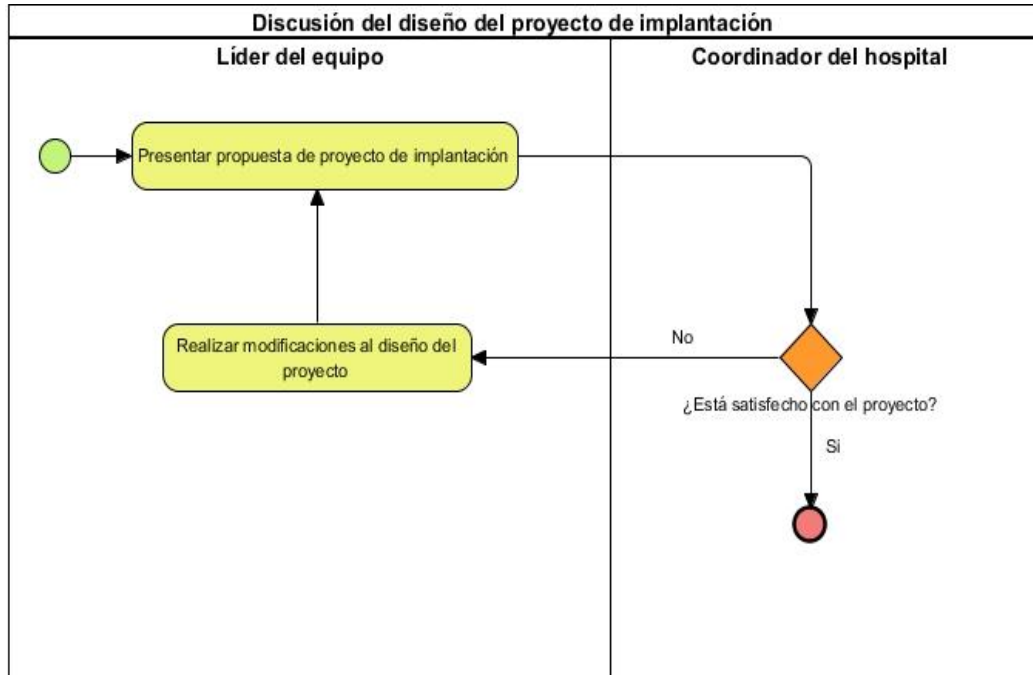 Discusión del diseño del proyecto de implantación
Líder del equipo
Coordinador del hospital
Presentar propuesta de proyecto de implantación
Realizar modificaciones al diseño del
proyecto
No
¿Está satisfecho con el proyecto?
Si